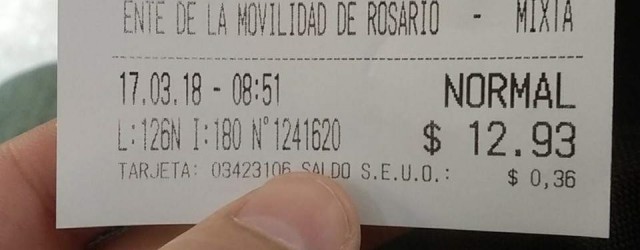 ENTE DE LA MOVILIDAD DE ROSARIO - MIXTA
17.03.18 - 08:51 NORMAL
L:126N I:180 N°1241620 $ 12.93
TARJETA: 03423106 SALDO S.E.U.O.: $ 0,36